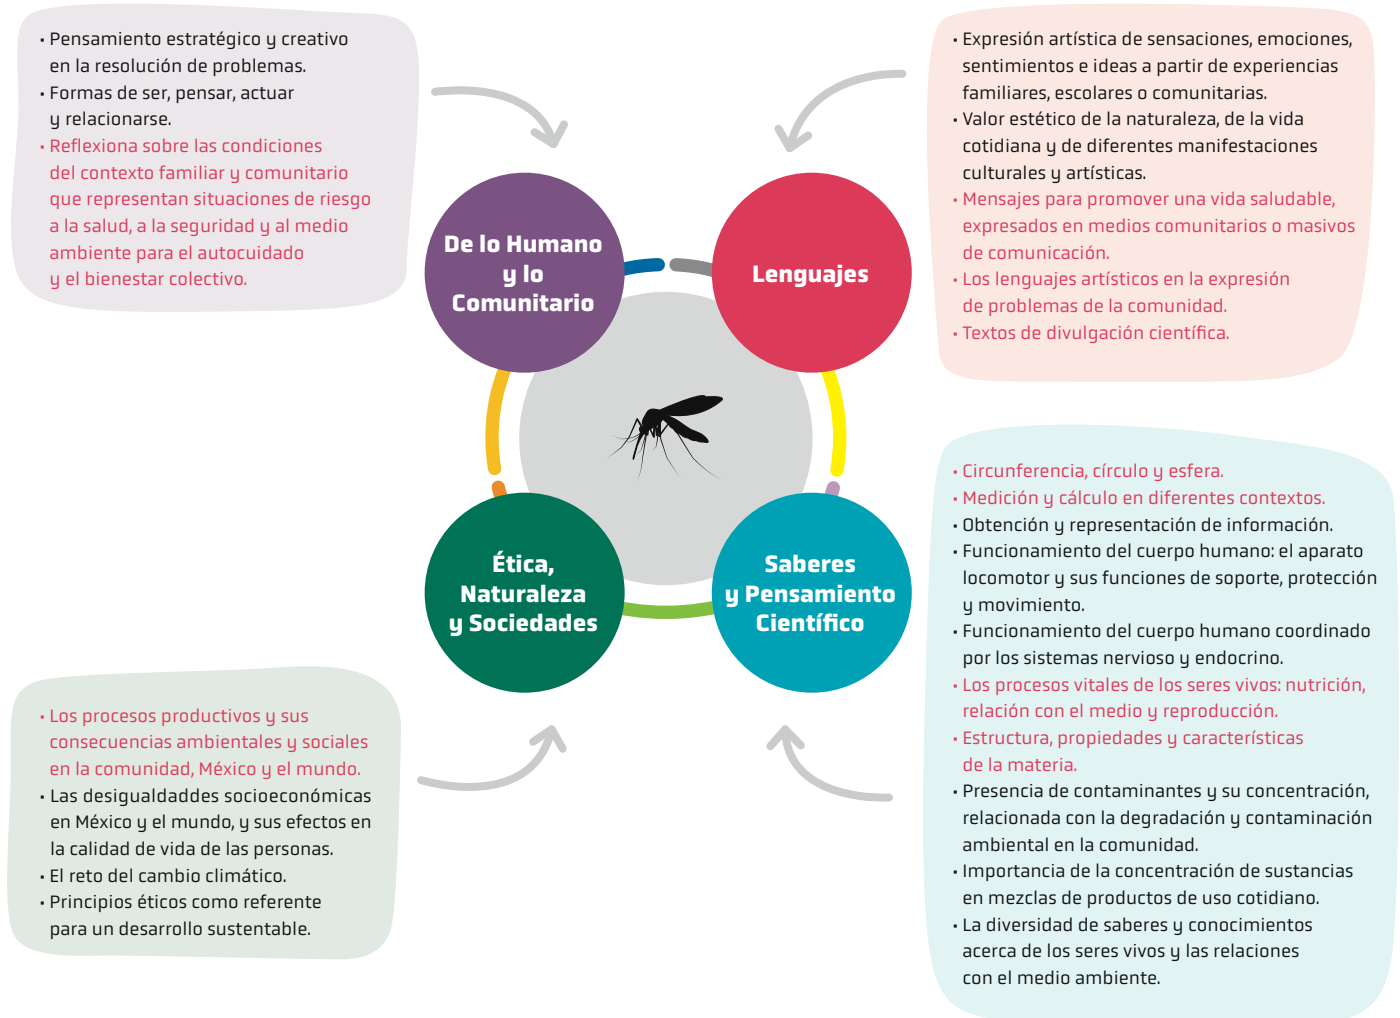 · Pensamiento estratégico y creativo
en la resolución de problemas.
· Formas de ser, pensar, actuar
y relacionarse.
· Reflexiona sobre las condiciones
del contexto familiar y comunitario
que representan situaciones de riesgo
a la salud, a la seguridad y al medio
ambiente para el autocuidado
y el bienestar colectivo.
· Expresión artística de sensaciones, emociones,
sentimientos e ideas a partir de experiencias
familiares, escolares o comunitarias.
· Valor estético de la naturaleza, de la vida
cotidiana y de diferentes manifestaciones
culturales y artísticas.
· Mensajes para promover una vida saludable,
expresados en medios comunitarios o masivos
de comunicación.
· Los lenguajes artísticos en la expresión
de problemas de la comunidad.
· Textos de divulgación científica.
De lo Humano
y lo
Comunitario
Lenguajes
Ética,
Naturaleza
y Sociedades
Saberes
y Pensamiento
Científico
· Los procesos productivos y sus
consecuencias ambientales y sociales
en la comunidad, México y el mundo.
· Las desigualdaddes socioeconómicas
en México y el mundo, y sus efectos en
la calidad de vida de las personas.
· El reto del cambio climático.
· Principios éticos como referente
para un desarrollo sustentable.
· Circunferencia, círculo y esfera.
· Medición y cálculo en diferentes contextos.
· Obtención y representación de información.
· Funcionamiento del cuerpo humano: el aparato
locomotor y sus funciones de soporte, protección
y movimiento.
· Funcionamiento del cuerpo humano coordinado
por los sistemas nervioso y endocrino.
· Los procesos vitales de los seres vivos: nutrición,
relación con el medio y reproducción.
· Estructura, propiedades y características
de la materia.
· Presencia de contaminantes y su concentración,
relacionada con la degradación y contaminación
ambiental en la comunidad.
· Importancia de la concentración de sustancias
en mezclas de productos de uso cotidiano.
· La diversidad de saberes y conocimientos
acerca de los seres vivos y las relaciones
con el medio ambiente.